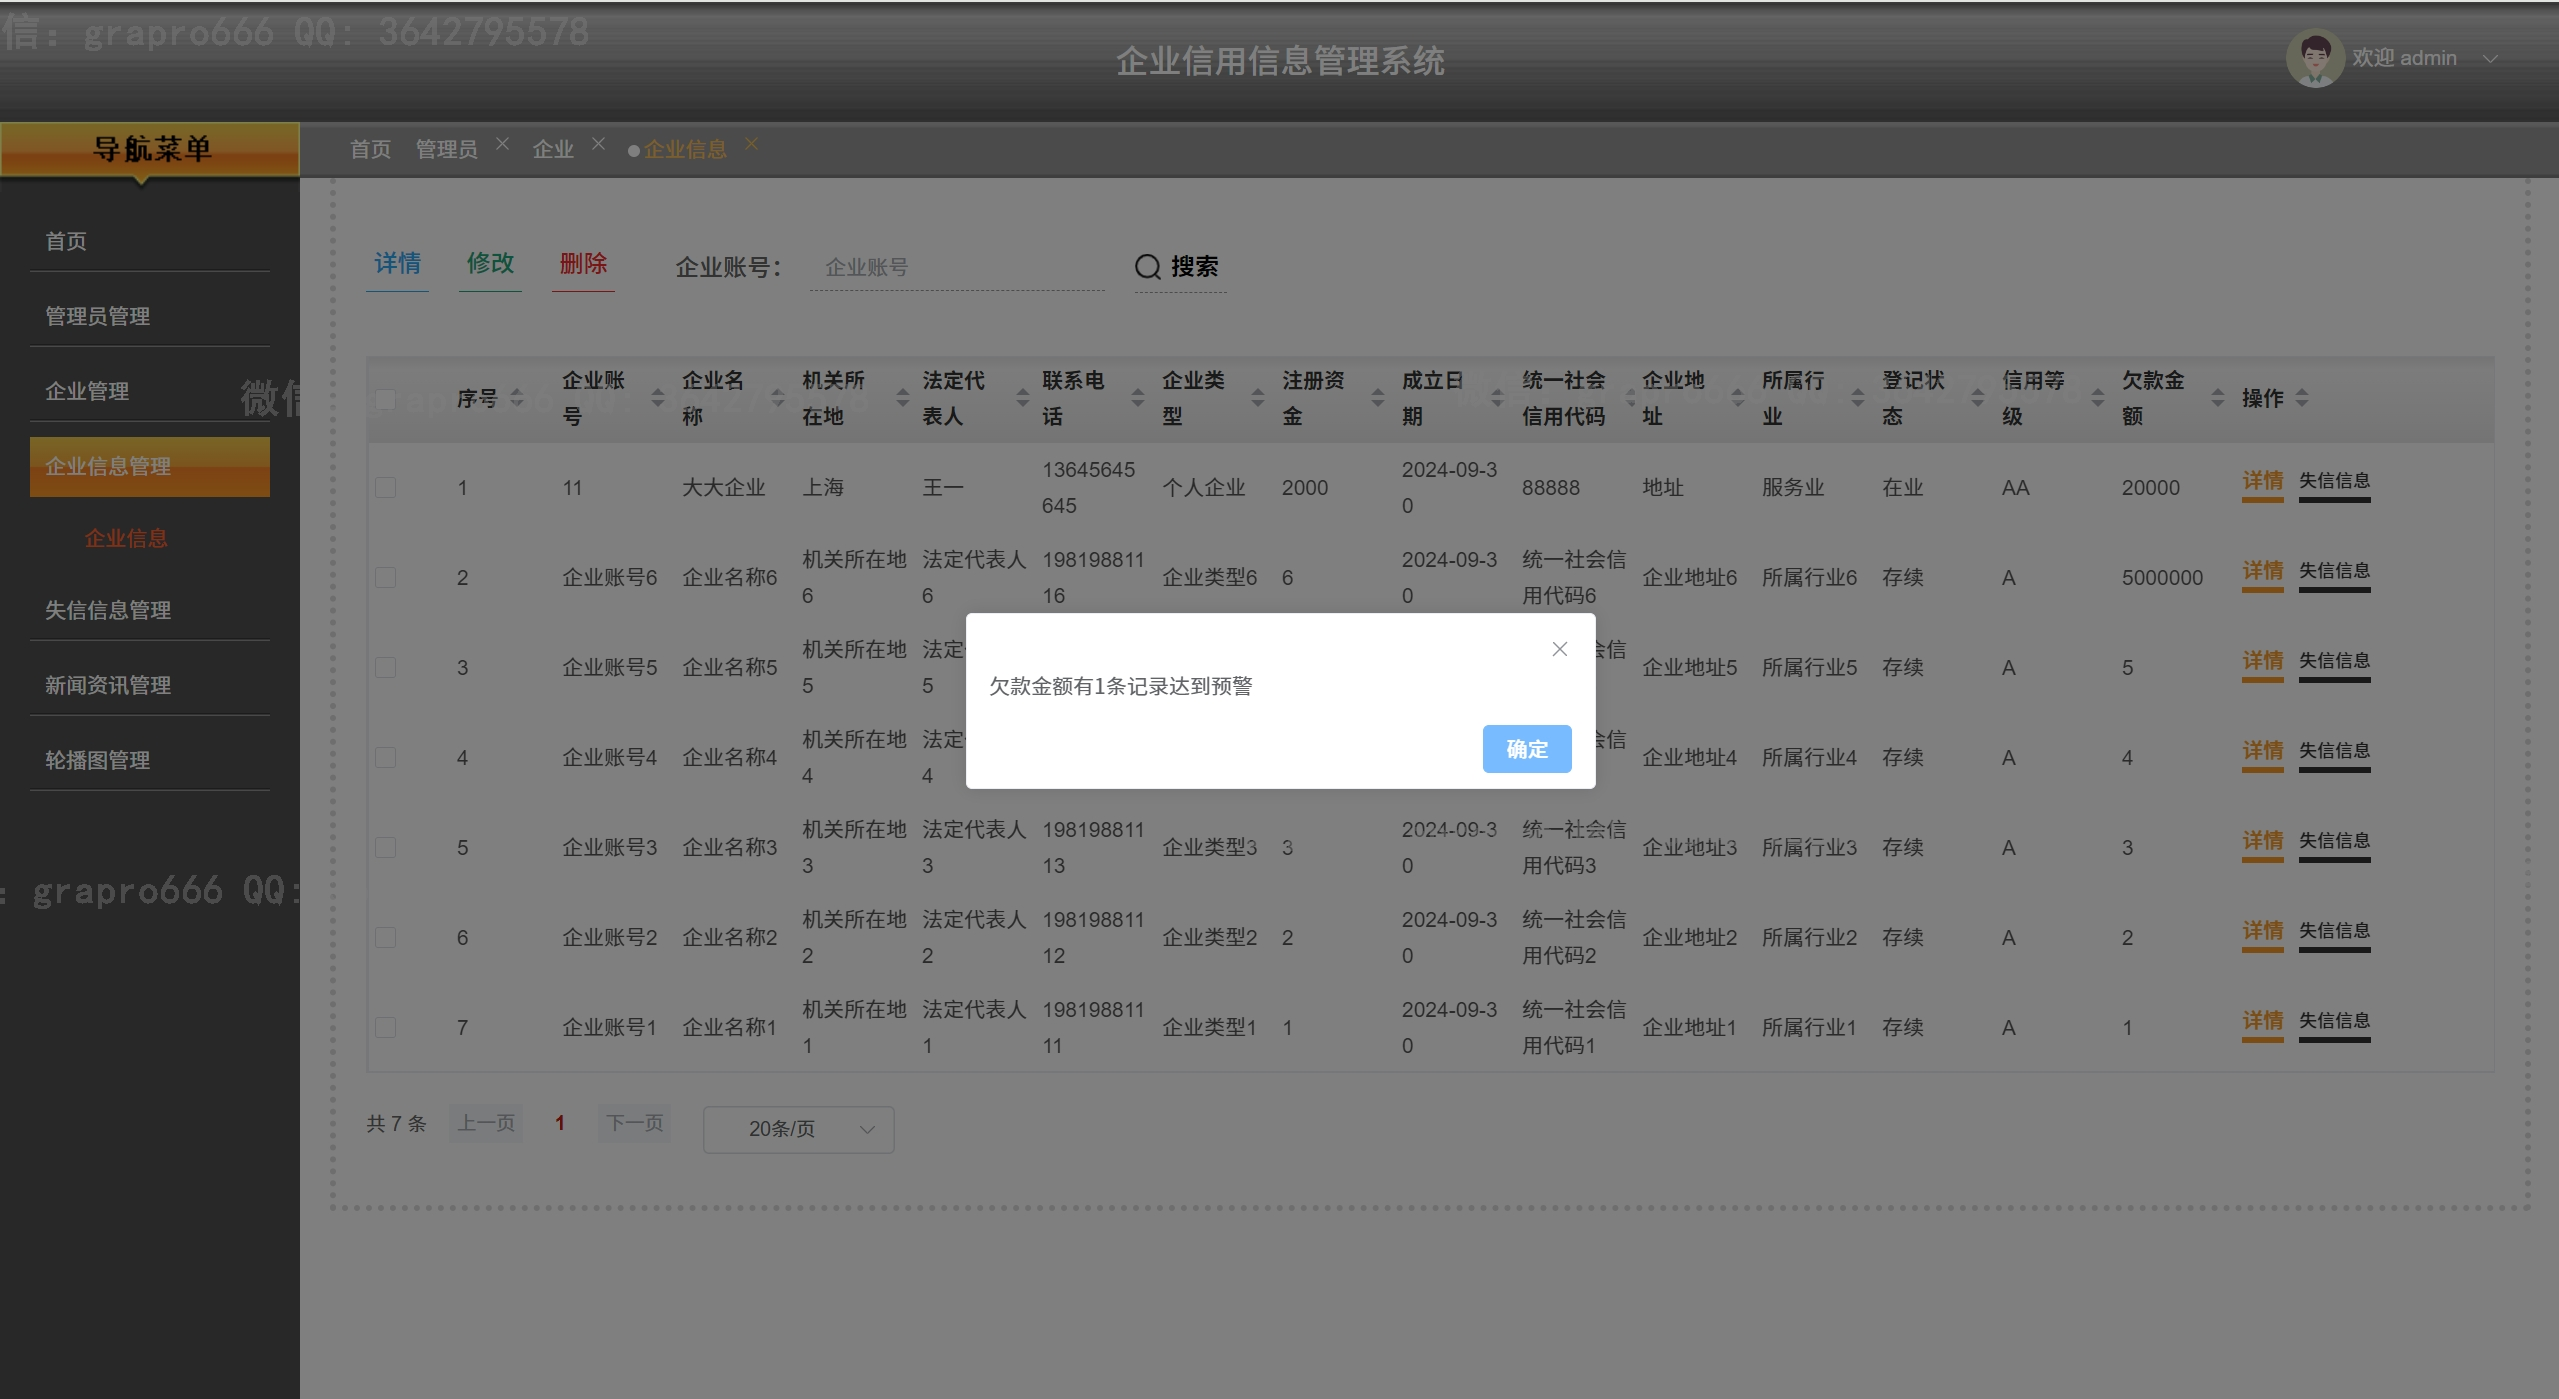 信: grapro666 QQ: 3642795578
企业信用信息管理系统
欢迎 admin
导航菜单
首页 管理员 企业 企业信息
首页
管理员管理
企业管理
企业信息管理
企业信息
失信信息管理
新闻资讯管理
轮播图管理
微信
: grapro666 QQ:
详情 修改 删除 企业账号: 企业账号 搜索
序号 企业账号 企业名称 机关所在地 法定代表人 联系电话 企业类型 注册资金 成立日期 统一社会信用代码 企业地址 所属行业 登记状态 信用等级 欠款金额 操作
1 11 大大企业 上海 王一 13645645645 个人企业 2000 2024-09-30 88888 地址 服务业 在业 AA 20000 详情 失信信息
2 企业账号6 企业名称6 机关所在地6 法定代表人6 19819881116 企业类型6 6 2024-09-30 统一社会信用代码6 企业地址6 所属行业6 存续 A 5000000 详情 失信信息
3 企业账号5 企业名称5 机关所在地5 法定 5 信 企业地址5 所属行业5 存续 A 5 详情 失信信息
4 企业账号4 企业名称4 机关所在地4 法定 4 信 企业地址4 所属行业4 存续 A 4 详情 失信信息
5 企业账号3 企业名称3 机关所在地3 法定代表人3 19819881113 企业类型3 3 2024-09-30 统一社会信用代码3 企业地址3 所属行业3 存续 A 3 详情 失信信息
6 企业账号2 企业名称2 机关所在地2 法定代表人2 19819881112 企业类型2 2 2024-09-30 统一社会信用代码2 企业地址2 所属行业2 存续 A 2 详情 失信信息
7 企业账号1 企业名称1 机关所在地1 法定代表人1 19819881111 企业类型1 1 2024-09-30 统一社会信用代码1 企业地址1 所属行业1 存续 A 1 详情 失信信息
欠款金额有1条记录达到预警
确定
共 7 条 上一页 1 下一页 20条/页